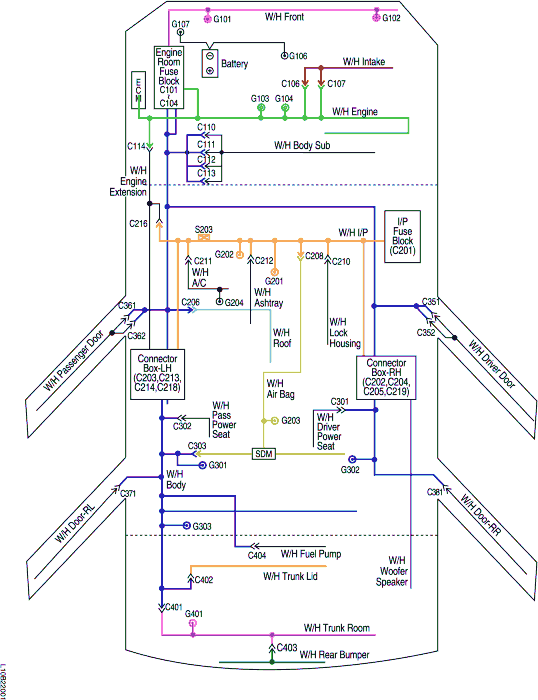 G101
W/H Front
G102
G107
G106
Engine
Room
Fuse
Block
C101
~
C104
ECM
Battery
W/H Intake
C106
C107
G103
G104
W/H Engine
C110
C111
C112
C113
C114
W/H Body Sub
W/H
Engine
Extension
C216
S203
W/H I/P
I/P
Fuse
Block
(C201)
G202
C211
C212
G201
C208
C210
W/H
A/C
G204
W/H
Ashtray
C206
W/H
Roof
W/H
Lock
Housing
C361
C362
C351
C352
W/H Passenger Door
W/H Driver Door
Connector
Box-LH
(C203,C213,
C214,C218)
Connector
Box-RH
(C202,C204,
C205,C219)
W/H
Air Bag
C302
W/H
Pass
Power
Seat
C301
W/H
Driver
Power
Seat
G203
C303
G301
SDM
G302
W/H
Body
C371
C381
W/H Door-RL
W/H Door-RR
G303
C404
W/H Fuel Pump
W/H
Woofer
Speaker
C402
W/H Trunk Lid
C401
G401
W/H Trunk Room
C403
W/H Rear Bumper
L10B22001